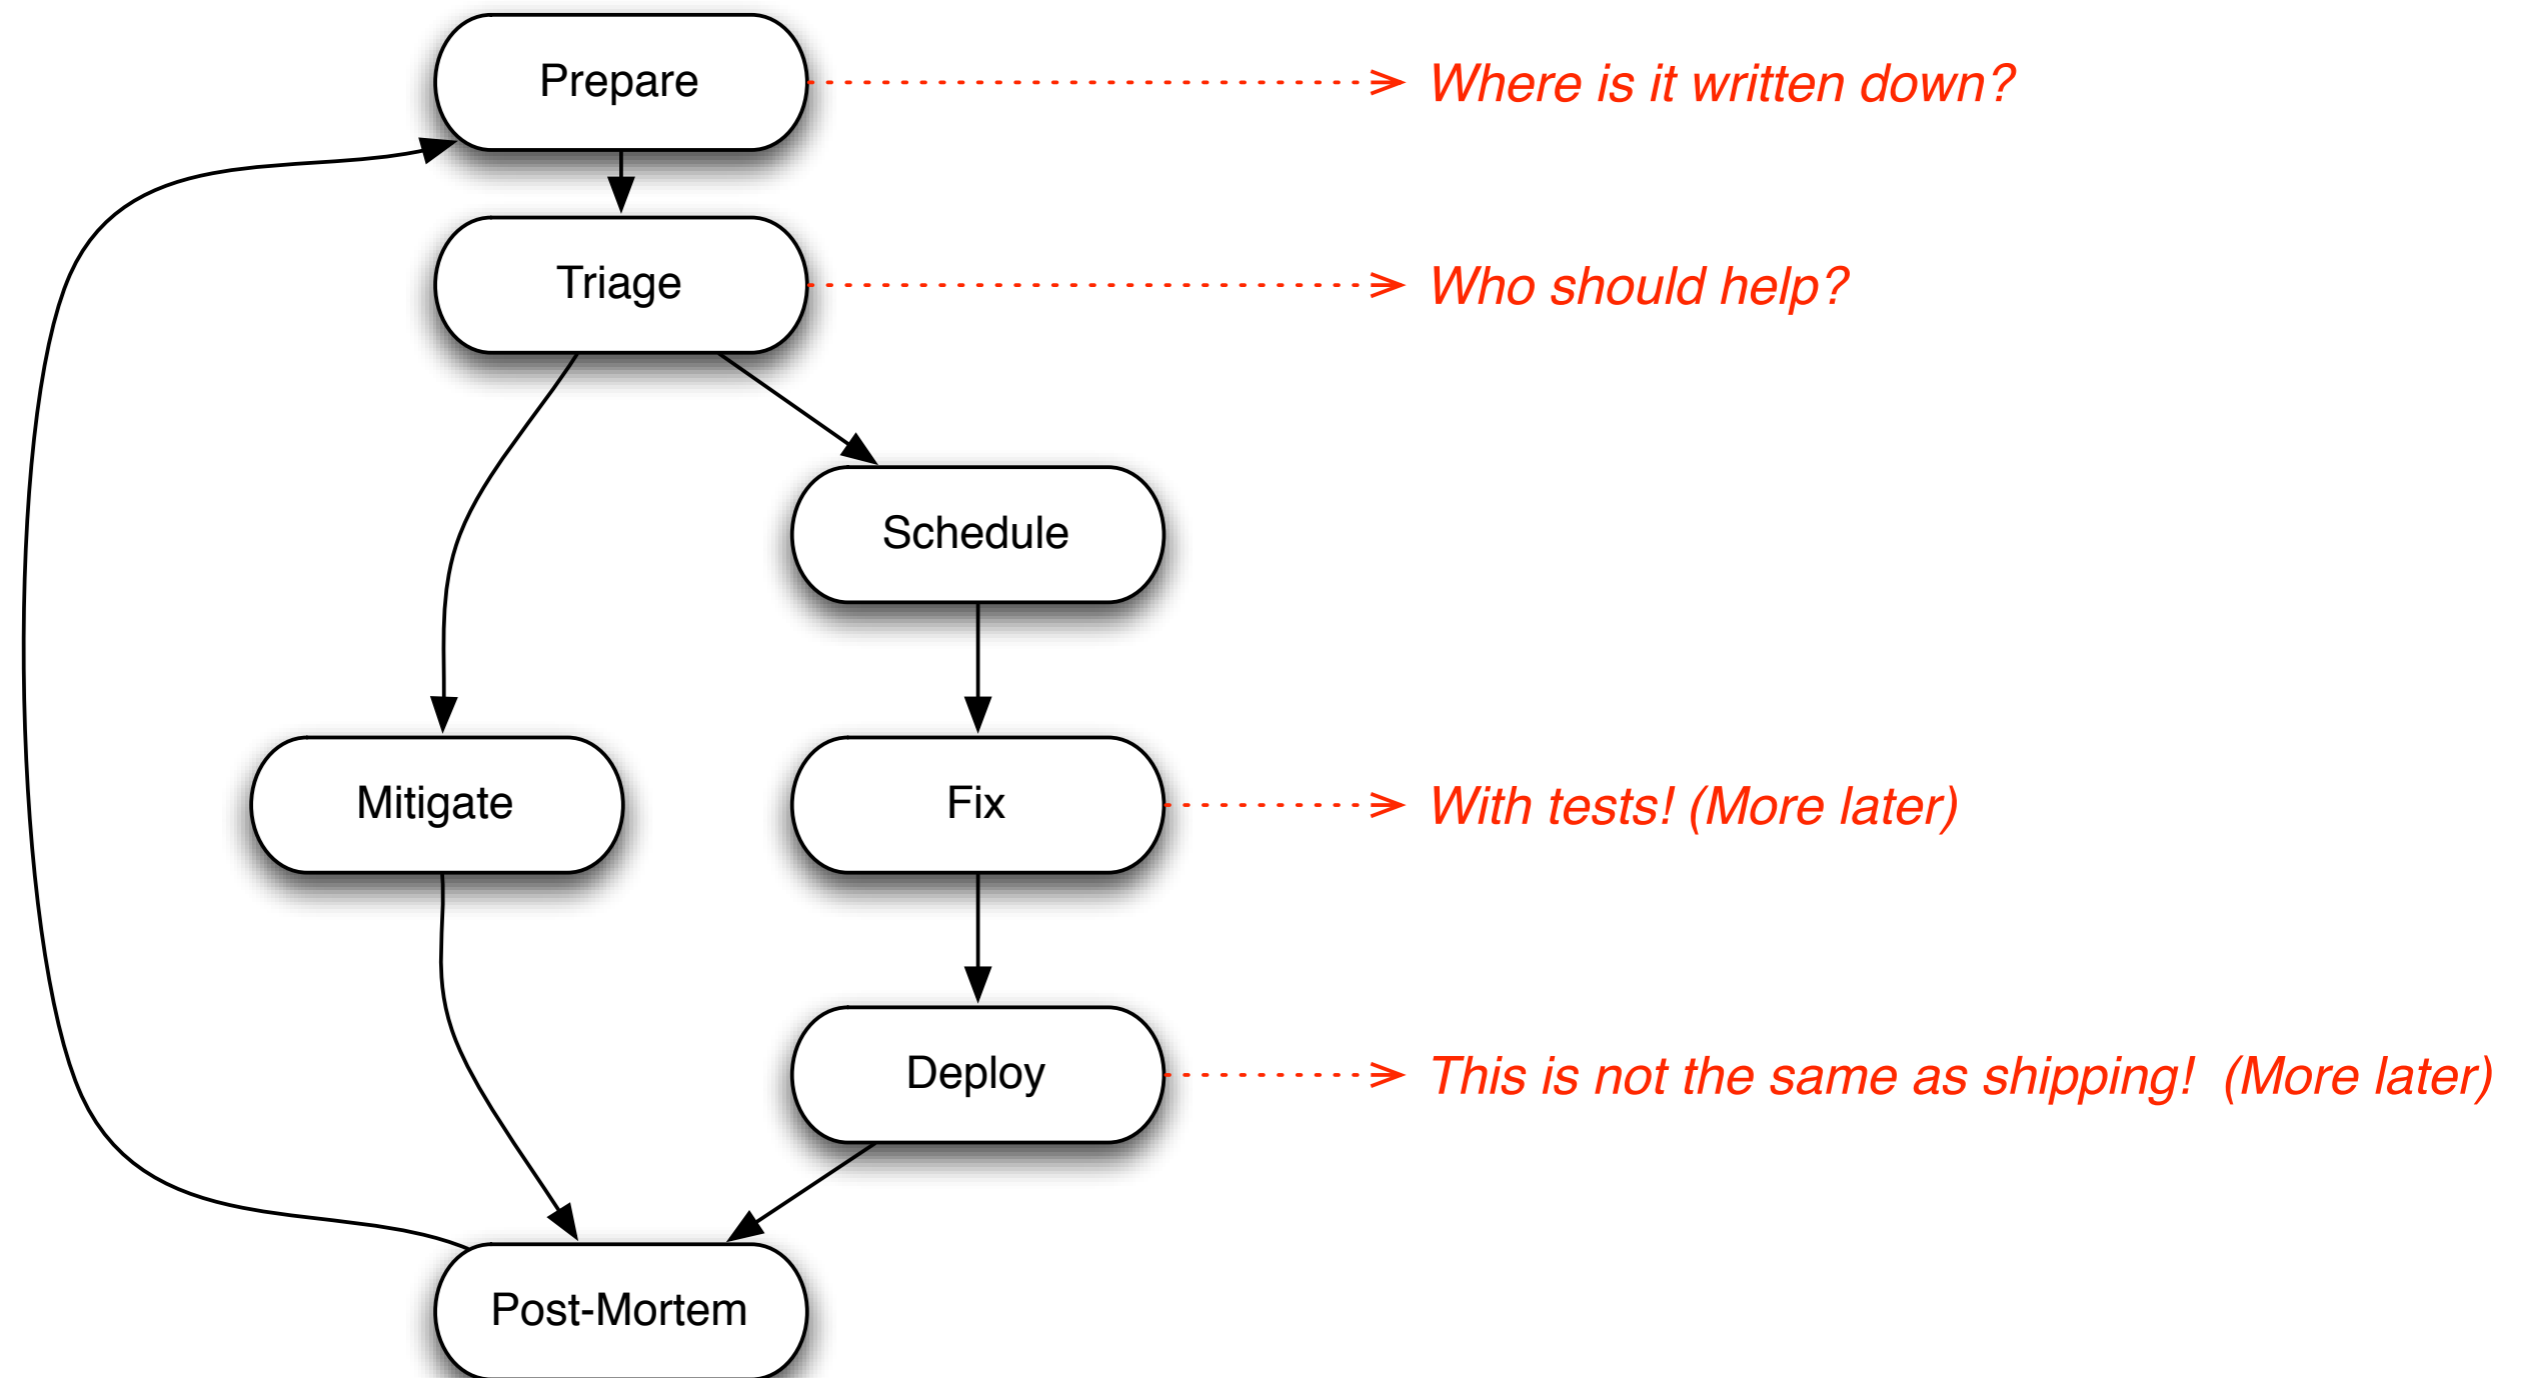 Prepare
Where is it written down?
Triage
Who should help?
Schedule
Mitigate
Fix
With tests! (More later)
Deploy
This is not the same as shipping!  (More later)
Post-Mortem